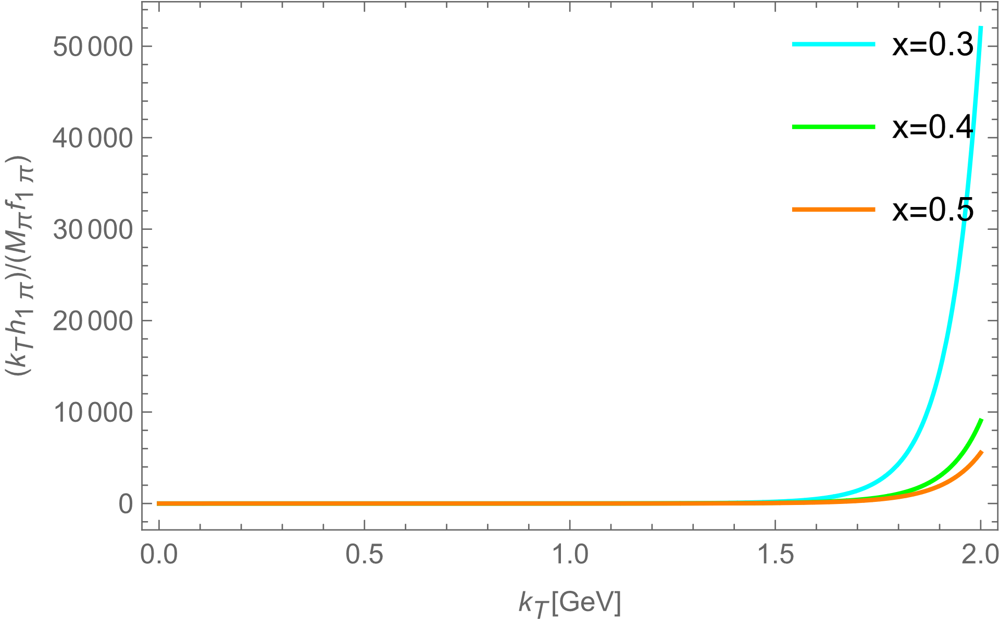 (k_T h_1 π)/(M_π f_1 π)
50 000
40 000
30 000
20 000
10 000
0
x=0.3
x=0.4
x=0.5
0.0 0.5 1.0 1.5 2.0
k_T[GeV]